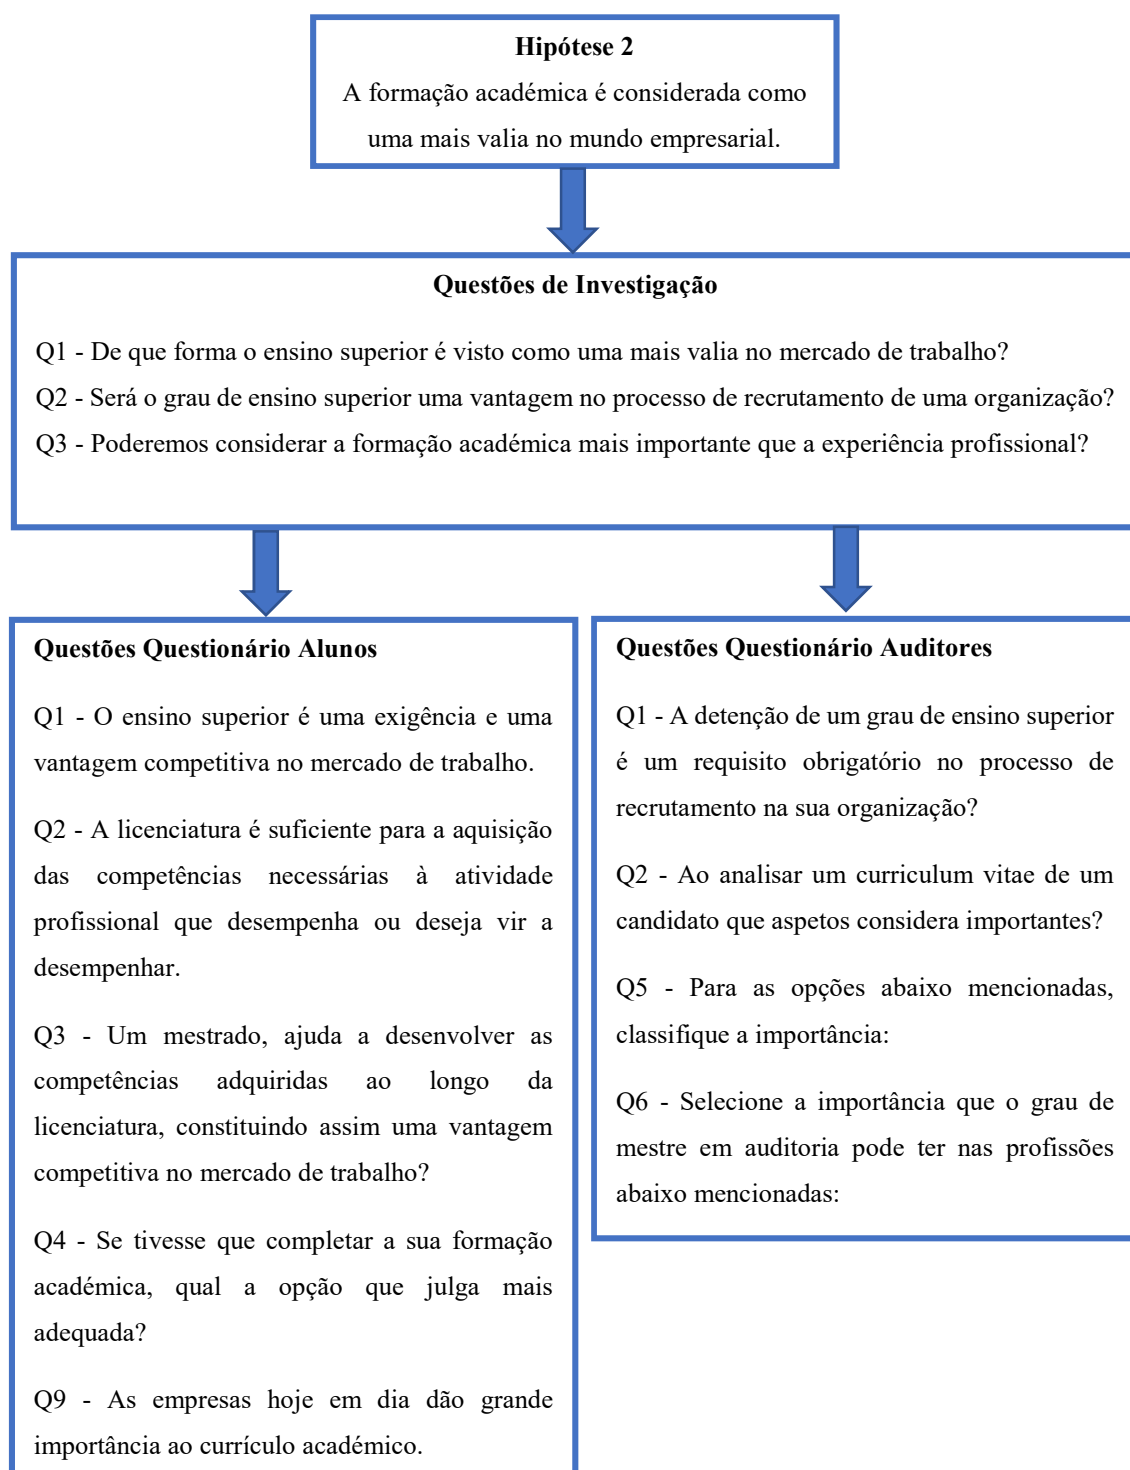 Hipótese 2
A formação académica é considerada como
uma mais valia no mundo empresarial.
Questões de Investigação
Q1 - De que forma o ensino superior é visto como uma mais valia no mercado de trabalho?
Q2 - Será o grau de ensino superior uma vantagem no processo de recrutamento de uma organização?
Q3 - Poderemos considerar a formação académica mais importante que a experiência profissional?
Questões Questionário Alunos
Q1 - O ensino superior é uma exigência e uma
vantagem competitiva no mercado de trabalho.
Q2 - A licenciatura é suficiente para a aquisição
das competências necessárias à atividade
profissional que desempenha ou deseja vir a
desempenhar.
Q3 - Um mestrado, ajuda a desenvolver as
competências adquiridas ao longo da
licenciatura, constituindo assim uma vantagem
competitiva no mercado de trabalho?
Q4 - Se tivesse que completar a sua formação
académica, qual a opção que julga mais
adequada?
Q9 - As empresas hoje em dia dão grande
importância ao currículo académico.
Questões Questionário Auditores
Q1 - A detenção de um grau de ensino superior
é um requisito obrigatório no processo de
recrutamento na sua organização?
Q2 - Ao analisar um curriculum vitae de um
candidato que aspetos considera importantes?
Q5 - Para as opções abaixo mencionadas,
classifique a importância:
Q6 - Selecione a importância que o grau de
mestre em auditoria pode ter nas profissões
abaixo mencionadas: